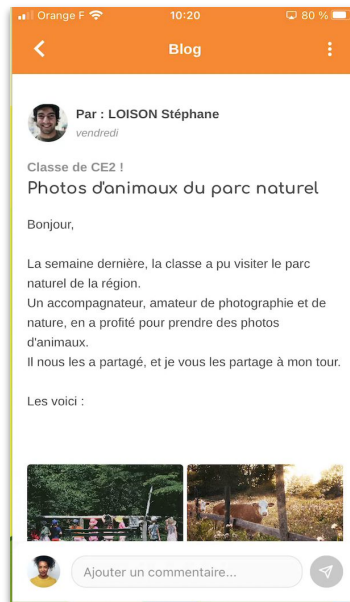 Orange F 10:20 80 %
Blog
Par : LOISON Stéphane
vendredi
Classe de CE2 !
Photos d'animaux du parc naturel
Bonjour,
La semaine dernière, la classe a pu visiter le parc
naturel de la région.
Un accompagnateur, amateur de photographie et de
nature, en a profité pour prendre des photos
d'animaux.
Il nous les a partagé, et je vous les partage à mon tour.
Les voici :
Ajouter un commentaire...